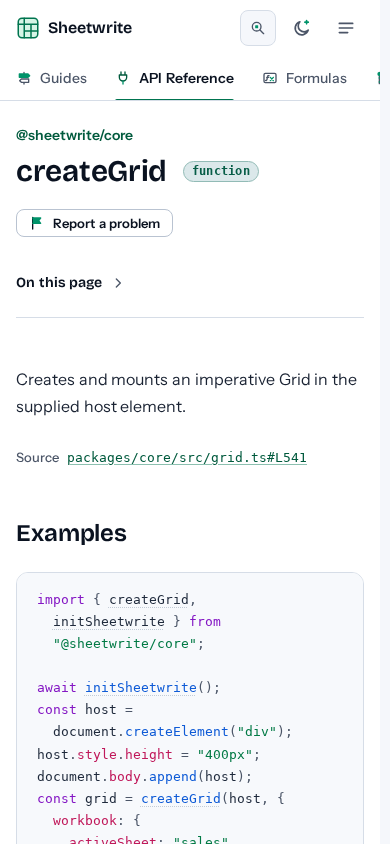 Sheetwrite
Guides
API Reference
Formulas
@sheetwrite/core
createGrid function
Report a problem
On this page
Creates and mounts an imperative Grid in the
supplied host element.
Source packages/core/src/grid.ts#L541
Examples
import { createGrid,
  initSheetwrite } from
  "@sheetwrite/core";

await initSheetwrite();
const host =
  document.createElement("div");
host.style.height = "400px";
document.body.append(host);
const grid = createGrid(host, {
  workbook: {
    activeSheet: "sales"